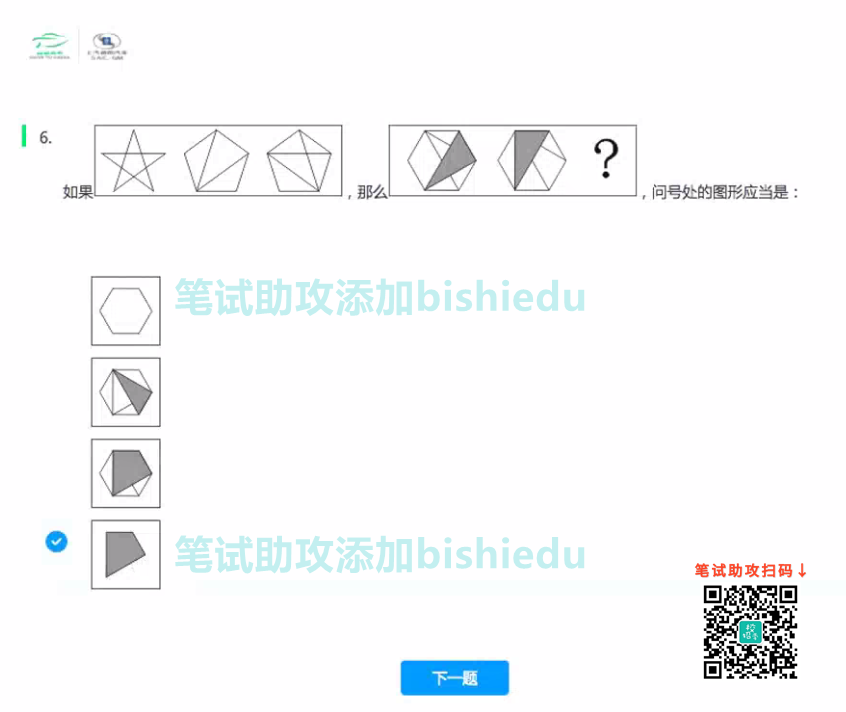 6.
如果 ，那么 ？ ，问号处的图形应当是：
笔试助攻添加bishiedu
笔试助攻添加bishiedu
笔试助攻扫码↓
下一题